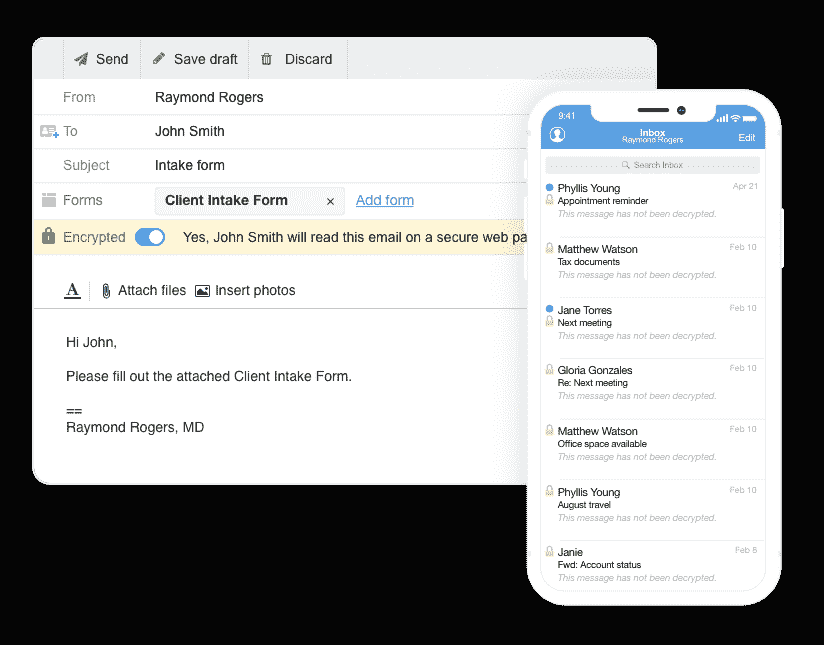 Send Save draft Discard
From Raymond Rogers
To John Smith
Subject Intake form
Forms Client Intake Form × Add form
Encrypted Yes, John Smith will read this email on a secure web pa
A Attach files Insert photos
Hi John,
Please fill out the attached Client Intake Form.
==
Raymond Rogers, MD
9:41
Inbox
Raymond Rogers
Edit
Search Inbox
Phyllis Young Apr 21
Appointment reminder
This message has not been decrypted.
Matthew Watson Feb 10
Tax documents
This message has not been decrypted.
Jane Torres Feb 10
Next meeting
This message has not been decrypted.
Gloria Gonzales Feb 10
Re: Next meeting
This message has not been decrypted.
Matthew Watson Feb 10
Office space available
This message has not been decrypted.
Phyllis Young Feb 10
August travel
This message has not been decrypted.
Janie Feb 5
Fwd: Account status
This message has not been decrypted.